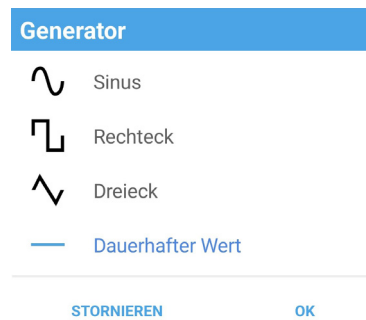 Generator
Sinus
Rechteck
Dreieck
Dauerhafter Wert
STORNIEREN OK